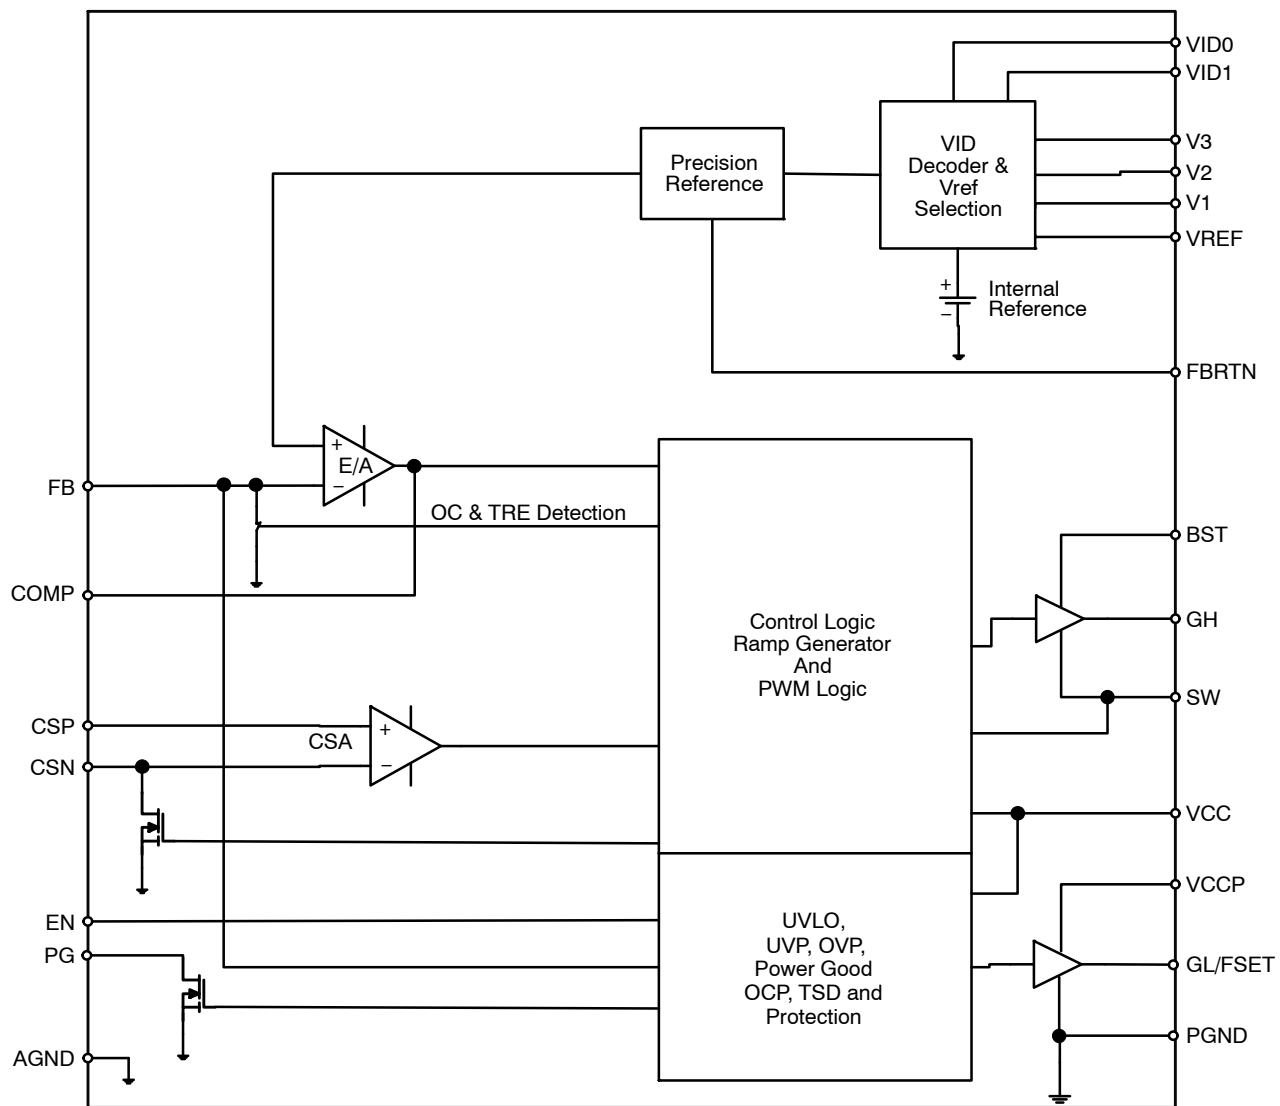 VID0
VID1
VID
Decoder &
Vref
Selection
Precision
Reference
V3
V2
V1
VREF
+
−
Internal
Reference
FBRTN
+
E/A
−
FB
OC & TRE Detection
BST
COMP
Control Logic
Ramp Generator
And
PWM Logic
GH
SW
CSP
CSA
+
−
CSN
VCC
VCCP
EN
UVLO,
UVP, OVP,
Power Good
OCP, TSD and
Protection
PG
GL/FSET
PGND
AGND